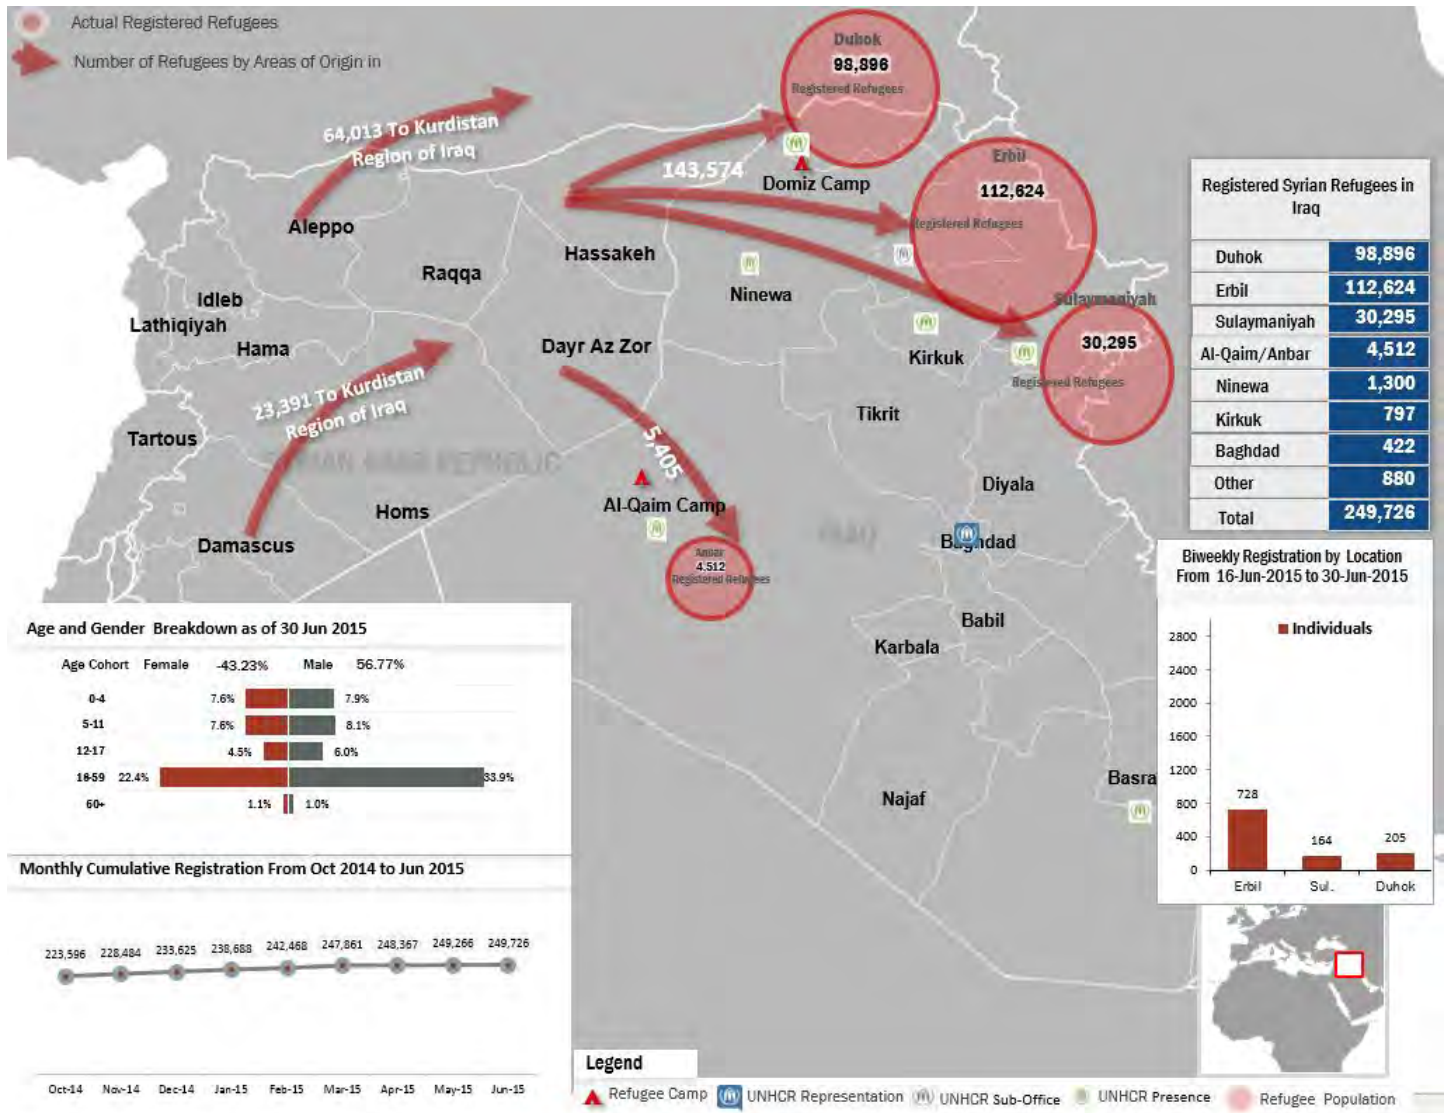 Actual Registered Refugees
Number of Refugees by Areas of Origin in
64,013 To Kurdistan
Region of Iraq
Aleppo
Raqqa
Hassakeh
Idleb
Lathiqiyah
Hama
Dayr Az Zor
23,391 To Kurdistan
Region of Iraq
Tartous
SYRIAN ARAB REPUBLIC
Homs
Damascus
143,574
5,405
Duhok
98,896
Registered Refugees
Domiz Camp
Erbil
112,624
Registered Refugees
Ninewa
Sulaymaniyah
30,295
Registered Refugees
Kirkuk
Tikrit
Diyala
Al-Qaim Camp
IRAQ
Baghdad
Anbar
4,512
Registered Refugees
Babil
Karbala
Najaf
Basra
Registered Syrian Refugees in
Iraq
Duhok 98,896
Erbil 112,624
Sulaymaniyah 30,295
Al-Qaim/Anbar 4,512
Ninewa 1,300
Kirkuk 797
Baghdad 422
Other 880
Total 249,726
Biweekly Registration by Location
From 16-Jun-2015 to 30-Jun-2015
Individuals
2800
2400
2000
1600
1200
800
400
0
728
164
205
Erbil Sul. Duhok
Age and Gender Breakdown as of 30 Jun 2015
Age Cohort Female -43.23% Male 56.77%
0-4 7.6% 7.9%
5-11 7.6% 8.1%
12-17 4.5% 6.0%
18-59 22.4% 33.9%
60+ 1.1% 1.0%
Monthly Cumulative Registration From Oct 2014 to Jun 2015
223,596 228,484 233,625 238,688 242,468 247,861 248,367 249,266 249,726
Oct-14 Nov-14 Dec-14 Jan-15 Feb-15 Mar-15 Apr-15 May-15 Jun-15
Legend
Refugee Camp UNHCR Representation UNHCR Sub-Office UNHCR Presence Refugee Population